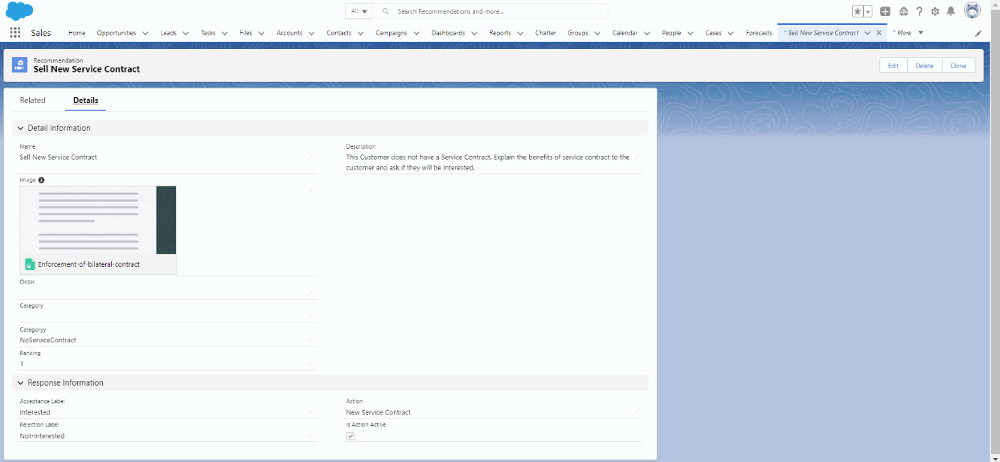 All
Search Recommendations and more...
Sales Home Opportunities Leads Tasks Files Accounts Contacts Campaigns Dashboards Reports Chatter Groups Calendar People Cases Forecasts * Sell New Service Contract * More
Recommendation
Sell New Service Contract
Edit Delete Clone
Related Details
Detail Information
Name
Sell New Service Contract
Description
This Customer does not have a Service Contract. Explain the benefits of service contract to the
customer and ask if they will be interested.
Image
Enforcement-of-bilateral-contract
Order
Category
Categoryy
NoServiceContract
Ranking
1
Response Information
Acceptance Label
Interested
Action
New Service Contract
Rejection Label
Not-Interested
Is Action Active